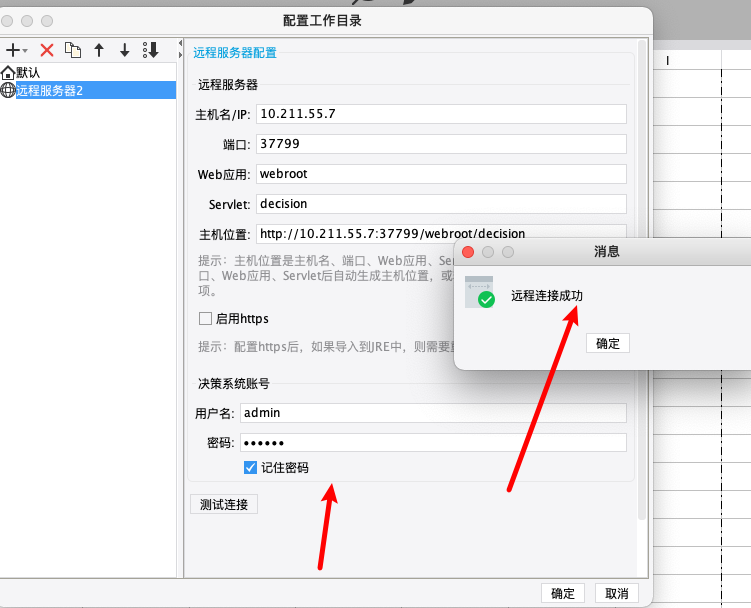 配置工作目录
默认
远程服务器2
远程服务器配置
远程服务器
主机名/IP: 10.211.55.7
端口: 37799
Web应用: webroot
Servlet: decision
主机位置: http://10.211.55.7:37799/webroot/decision
提示: 主机位置是主机名、端口、Web应用、
口、Web应用、Servlet后自动生成主机位置，或
项。
启用https
提示: 配置https后，如果导入到JRE中，则需要
决策系统账号
用户名: admin
密码: ••••••
记住密码
测试连接
确定 取消
消息
远程连接成功
确定
I